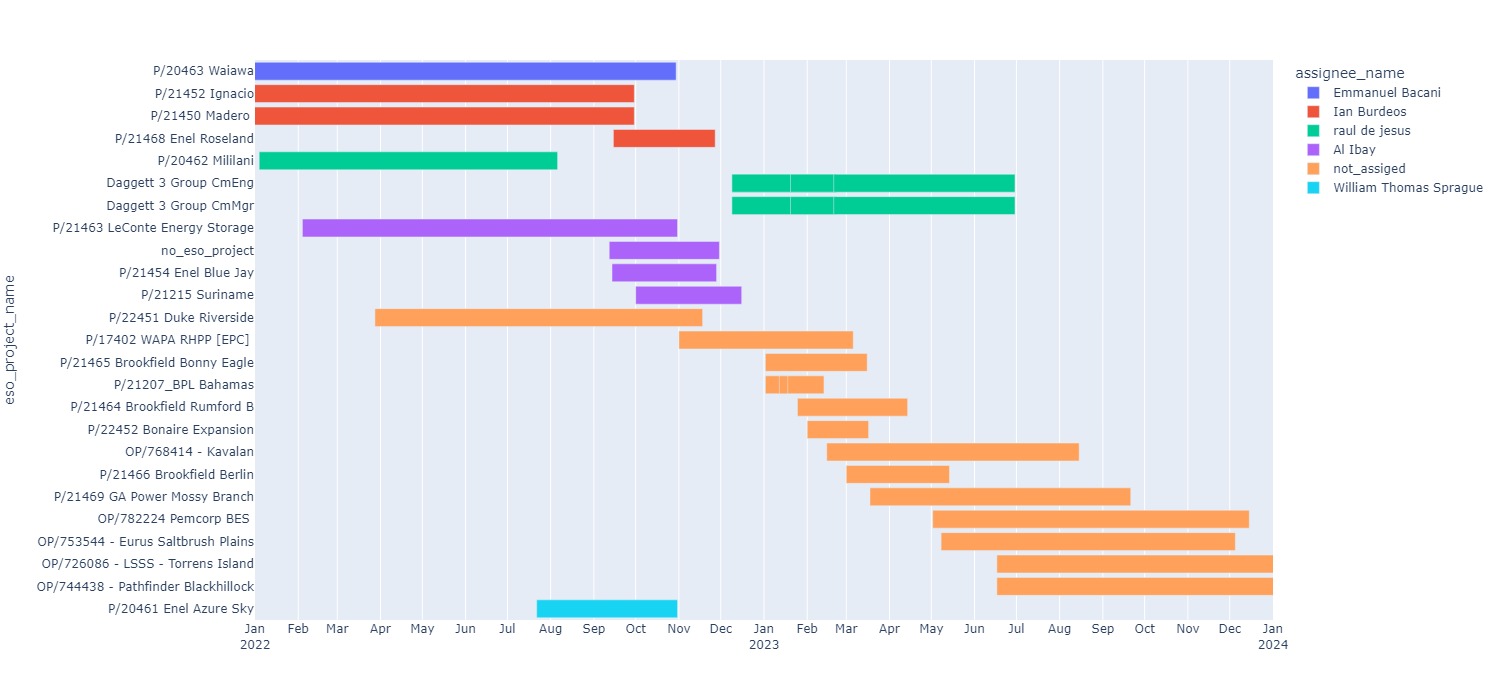 P/20463 Waiawa
P/21452 Ignacio
P/21450 Madero
P/21468 Enel Roseland
P/20462 Mililani
Daggett 3 Group CmEng
Daggett 3 Group CmMgr
P/21463 LeConte Energy Storage
no_eso_project
P/21454 Enel Blue Jay
P/21215 Suriname
P/22451 Duke Riverside
P/17402 WAPA RHPP [EPC]
P/21465 Brookfield Bonny Eagle
P/21207_BPL Bahamas
P/21464 Brookfield Rumford B
P/22452 Bonaire Expansion
OP/768414 - Kavalan
P/21466 Brookfield Berlin
P/21469 GA Power Mossy Branch
OP/782224 Pemcorp BES
OP/753544 - Eurus Saltbrush Plains
OP/726086 - LSSS - Torrens Island
OP/744438 - Pathfinder Blackhillock
P/20461 Enel Azure Sky
eso_project_name
Jan Feb Mar Apr May Jun Jul Aug Sep Oct Nov Dec Jan Feb Mar Apr May Jun Jul Aug Sep Oct Nov Dec Jan
2022 2023 2024
assignee_name
Emmanuel Bacani
Ian Burdeos
raul de jesus
Al Ibay
not_assiged
William Thomas Sprague